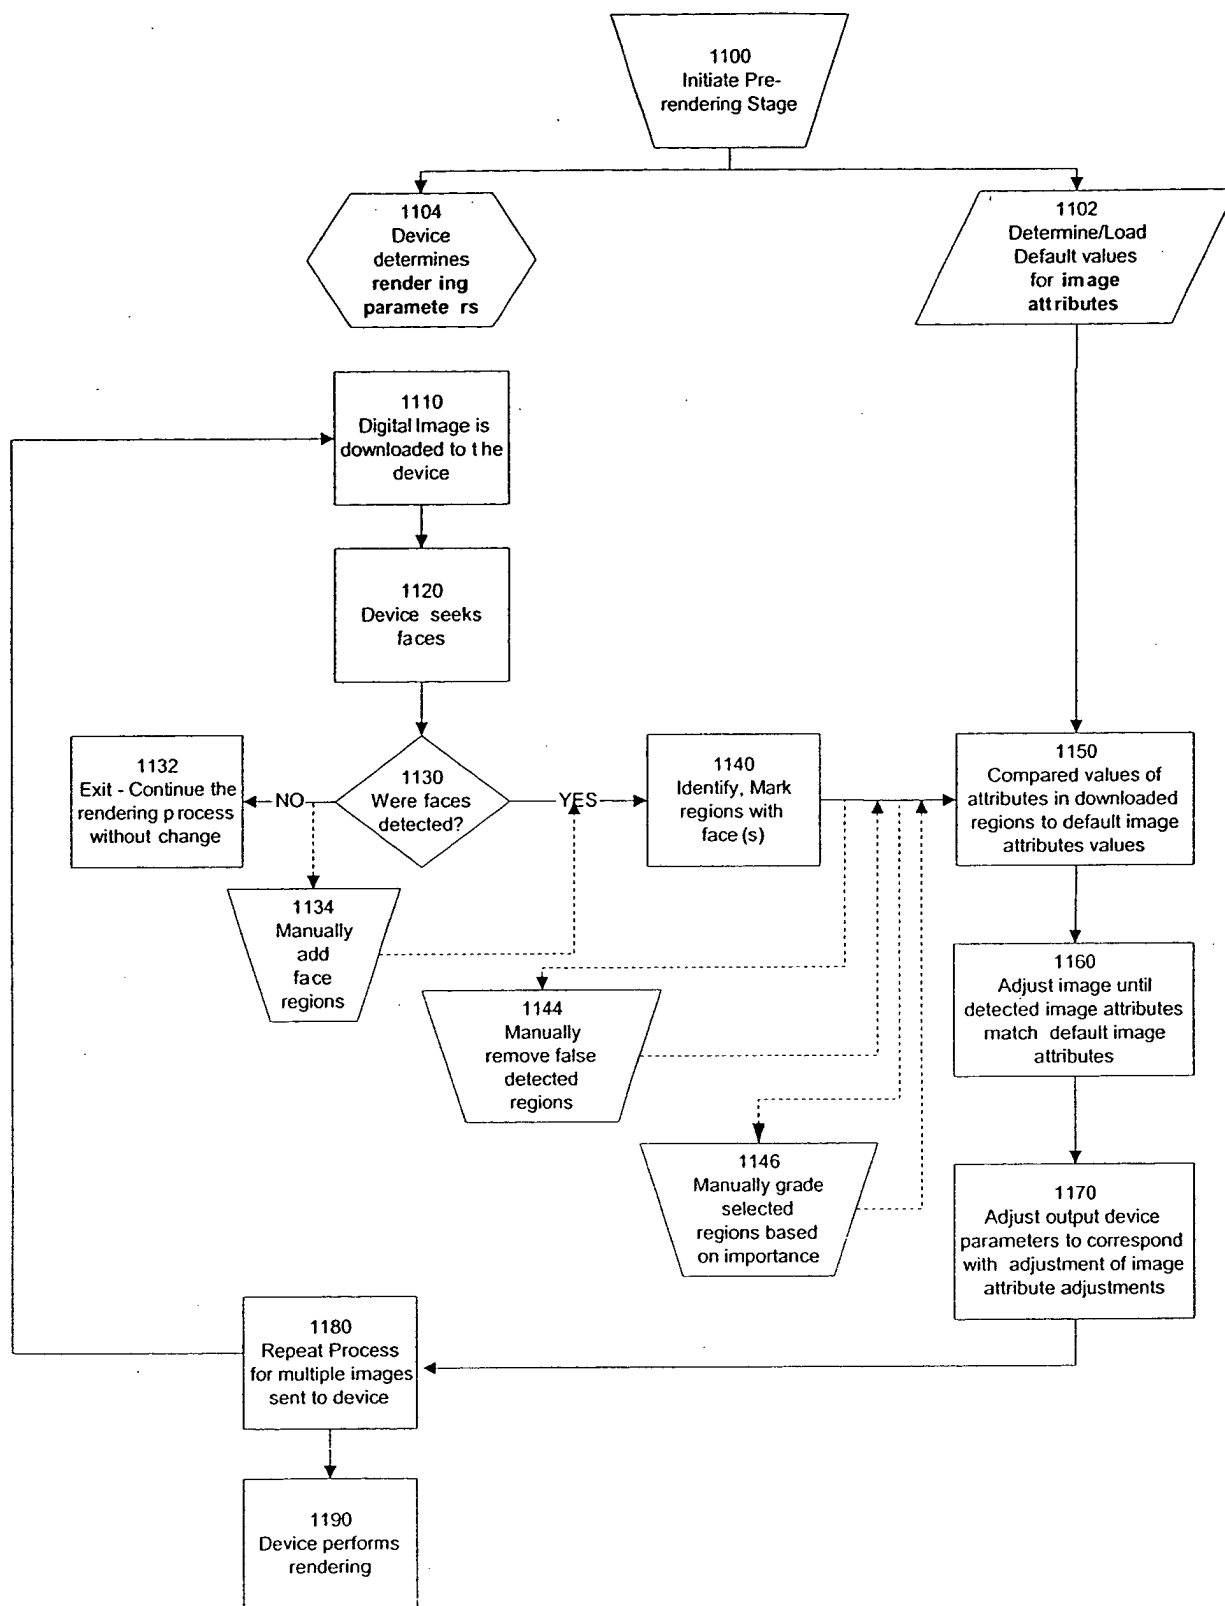 1100
Initiate Pre-
rendering Stage
1104
Device
determines
render ing
paramete rs
1102
Determine/Load
Default values
for image
attributes
1110
Digital Image is
downloaded to t he
device
1120
Device seeks
faces
1130
Were faces
detected?
NO
YES
1132
Exit - Continue the
rendering p rocess
without change
1134
Manually
add
face
regions
1140
Identify, Mark
regions with
face (s)
1144
Manually
remove false
detected
regions
1146
Manually grade
selected
regions based
on importance
1150
Compared values of
attributes in downloaded
regions to default image
attributes values
1160
Adjust image until
detected image attributes
match default image
attributes
1170
Adjust output device
parameters to correspond
with adjustment of image
attribute adjustments
1180
Repeat Process
for multiple images
sent to device
1190
Device performs
rendering